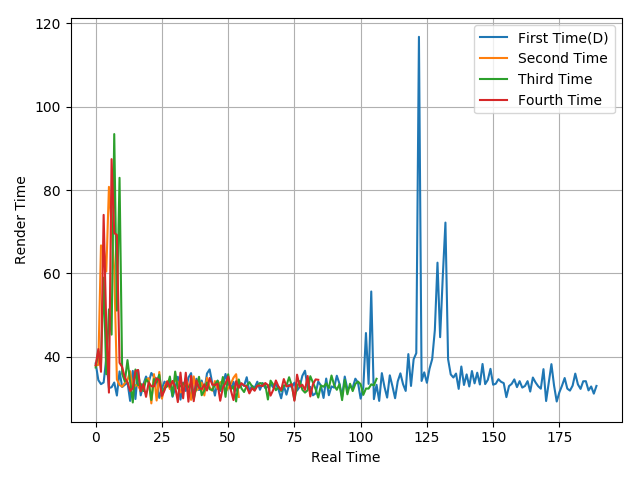 120
100
80
60
40
0
25
50
75
100
125
150
175
Render Time
Real Time
First Time(D)
Second Time
Third Time
Fourth Time